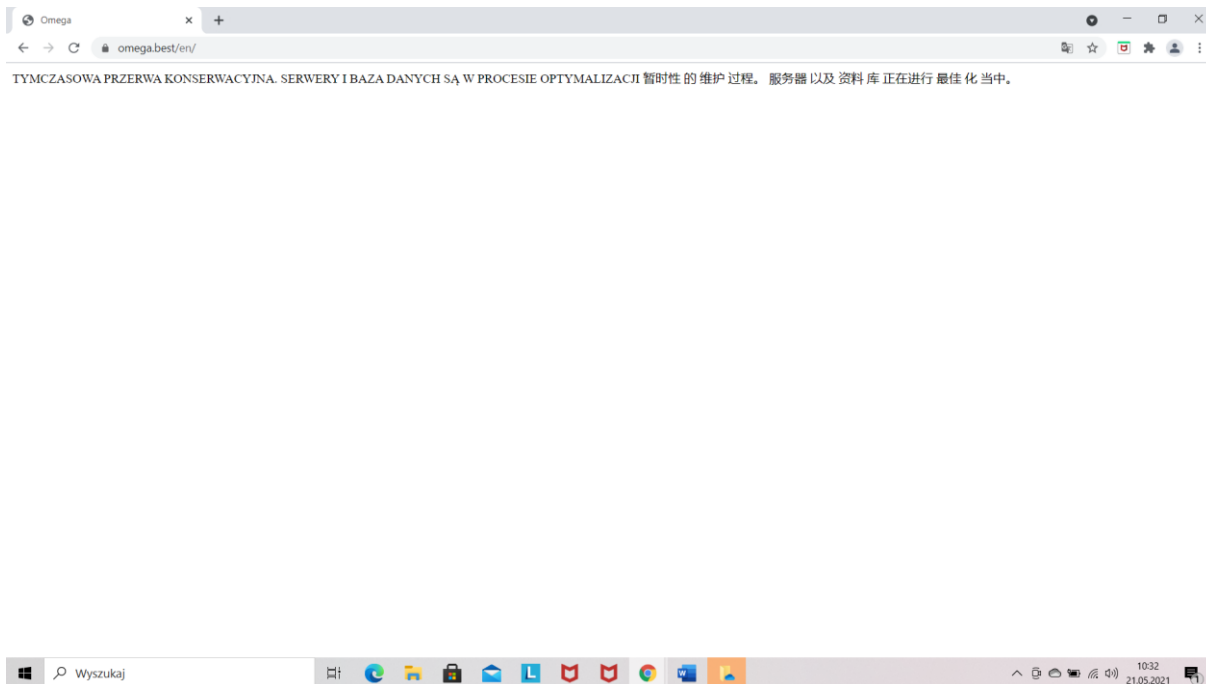 Omega
omega.best/en/
TYMCZASOWA PRZERWA KONSERWACYJNA. SERWERY I BAZA DANYCH SĄ W PROCESIE OPTYMALIZACJI 暂时性 的 维护 过程。 服务器 以及 资料 库 正在进行 最佳 化 当中。
Wyszukaj
10:32
21.05.2021